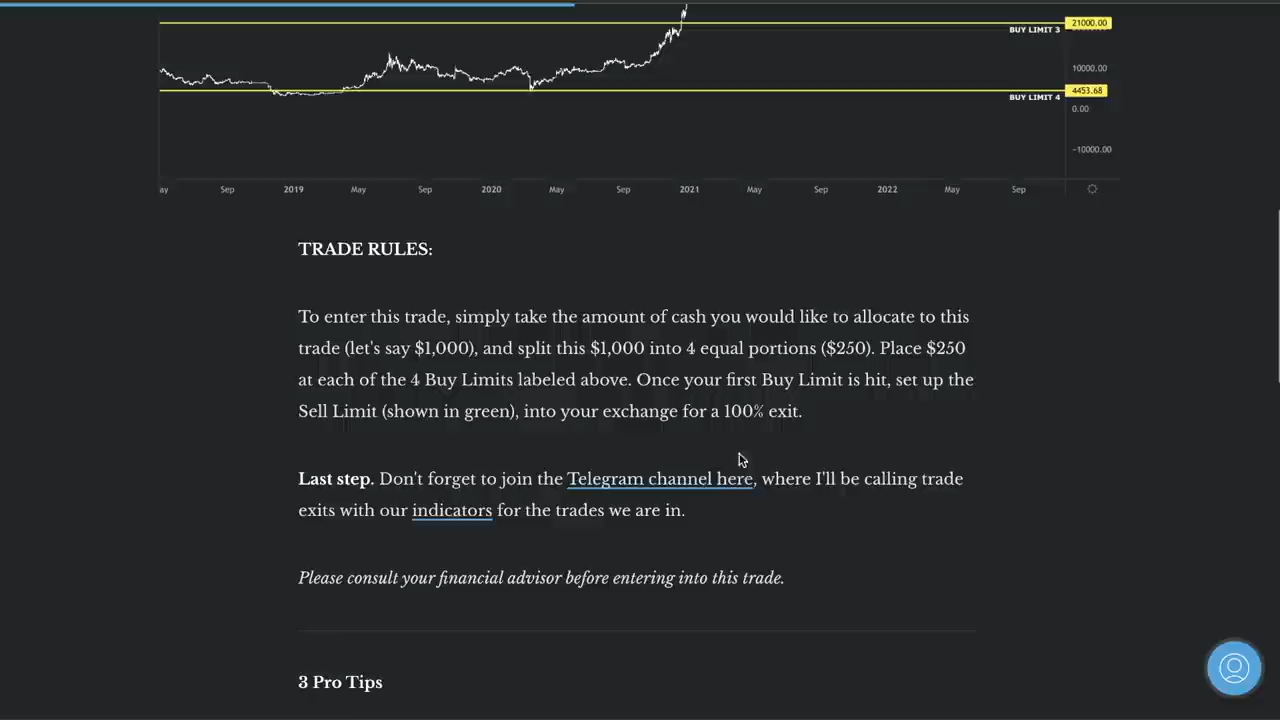 21000.00
BUY LIMIT 3
10000.00
4453.68
BUY LIMIT 4
0.00
−10000.00
ay Sep 2019 May Sep 2020 May Sep 2021 May Sep 2022 May Sep
TRADE RULES:
To enter this trade, simply take the amount of cash you would like to allocate to this
trade (let's say $1,000), and split this $1,000 into 4 equal portions ($250). Place $250
at each of the 4 Buy Limits labeled above. Once your first Buy Limit is hit, set up the
Sell Limit (shown in green), into your exchange for a 100% exit.
Last step. Don't forget to join the Telegram channel here, where I'll be calling trade
exits with our indicators for the trades we are in.
Please consult your financial advisor before entering into this trade.
3 Pro Tips